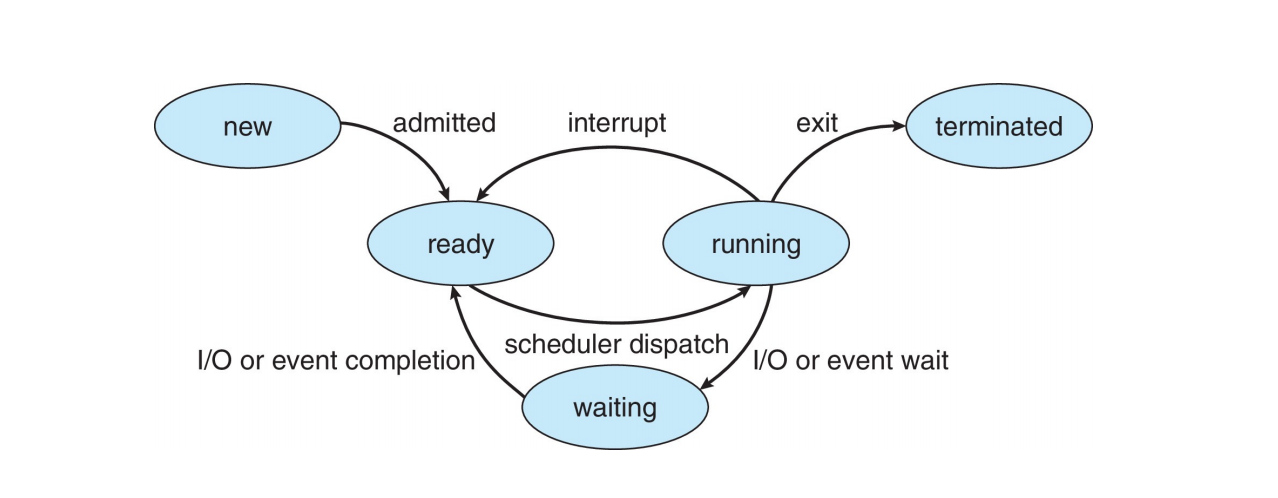 new
admitted
interrupt
exit
terminated
ready
running
scheduler dispatch
I/O or event completion
I/O or event wait
waiting